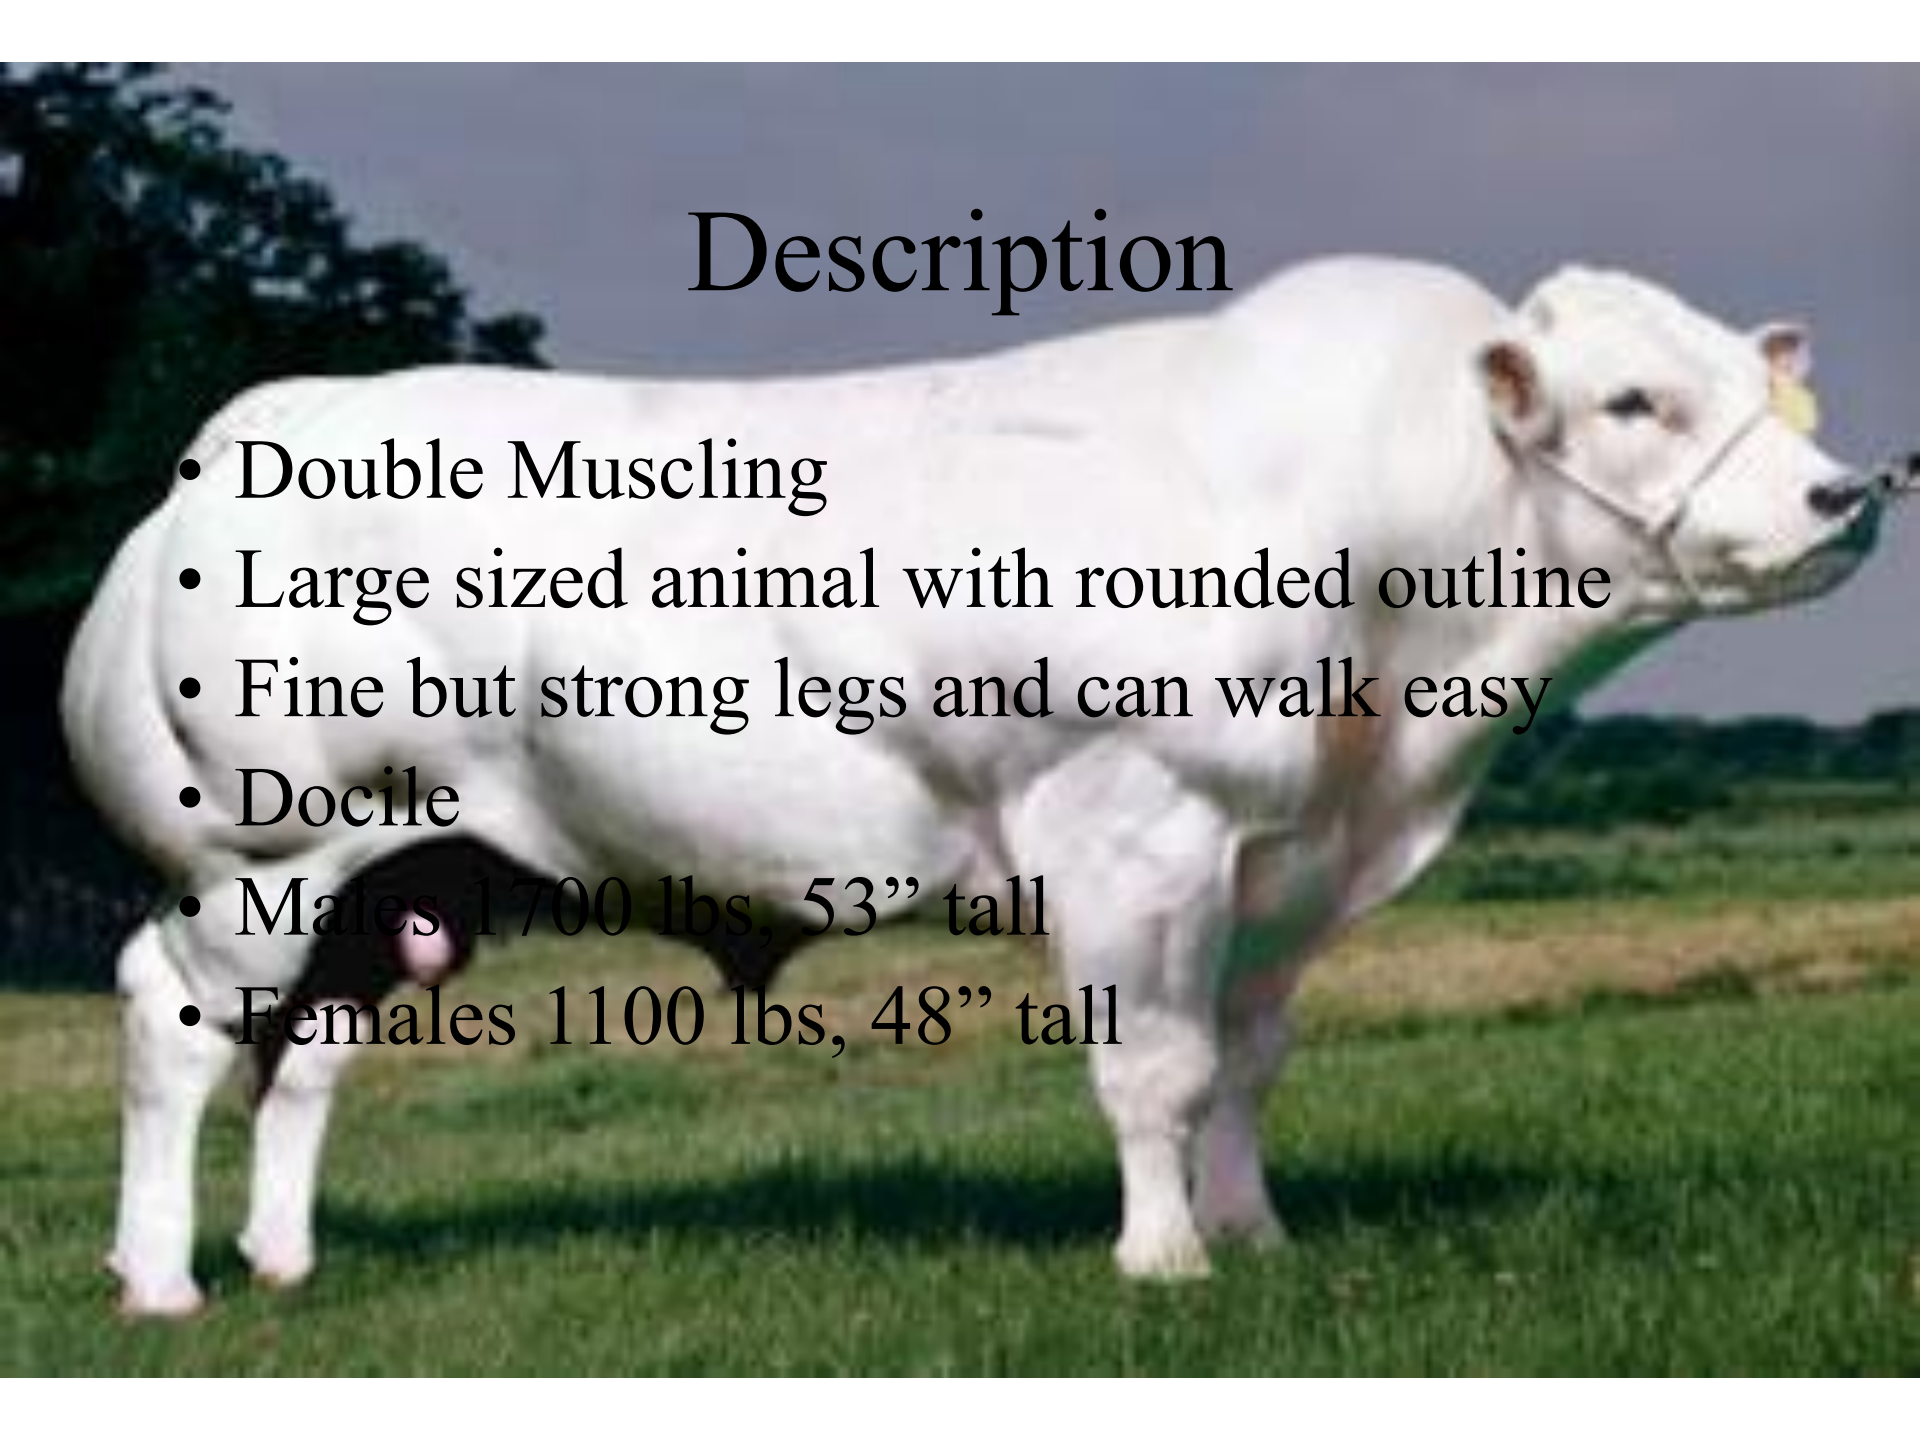 Description
• Double Muscling
• Large sized animal with rounded outline
• Fine but strong legs and can walk easy
• Docile
• Males 1700 lbs, 53” tall
• Females 1100 lbs, 48” tall